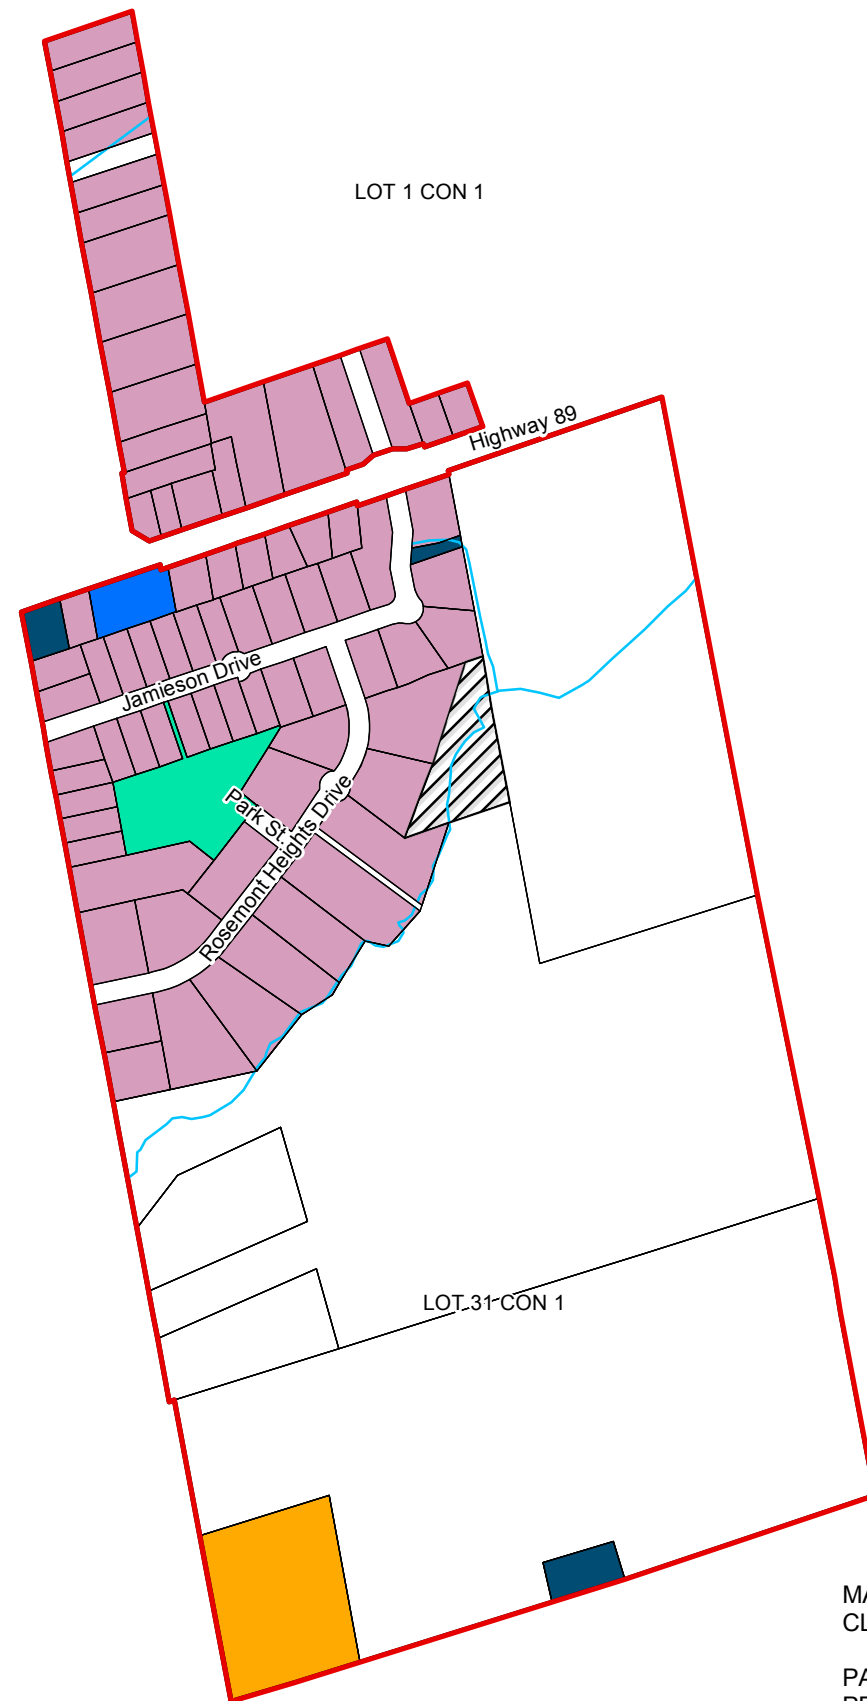 LOT 1 CON 1
Highway 89
Jamieson Drive
Park St
Rosemont Heights Drive
LOT 31 CON 1